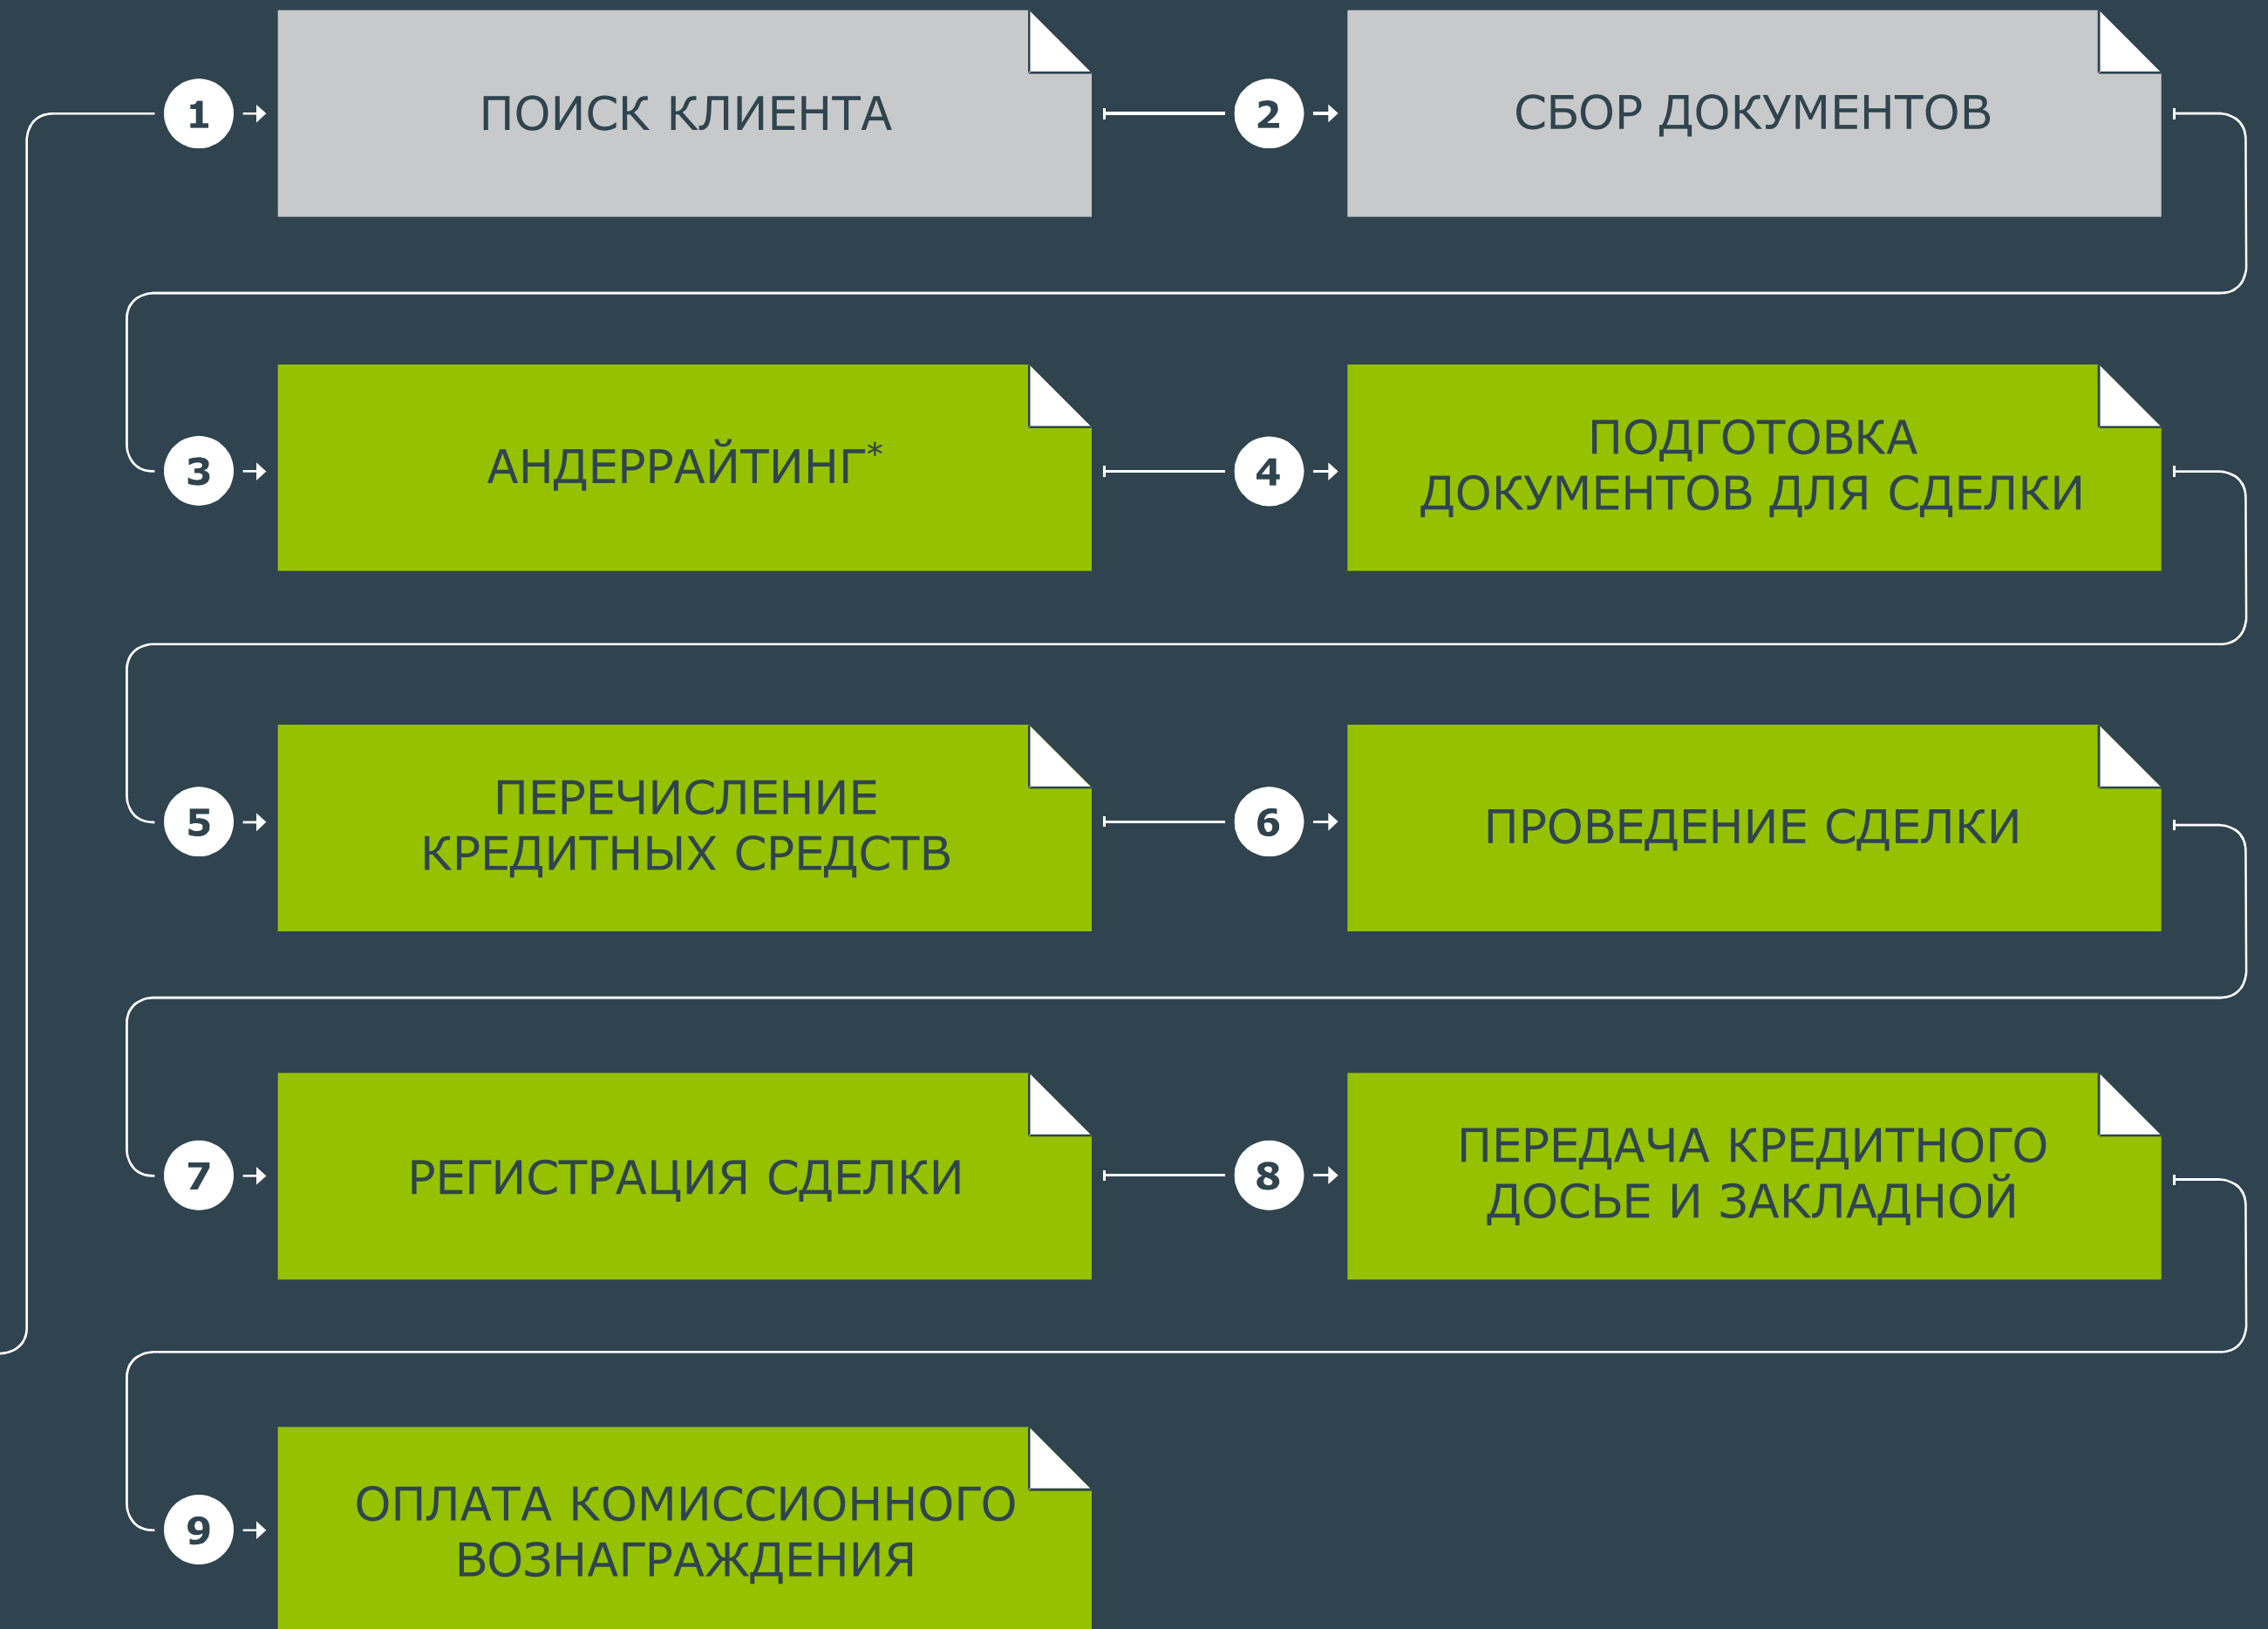 1
ПОИСК КЛИЕНТА
2
СБОР ДОКУМЕНТОВ
3
АНДЕРРАЙТИНГ*
4
ПОДГОТОВКА
ДОКУМЕНТОВ ДЛЯ СДЕЛКИ
5
ПЕРЕЧИСЛЕНИЕ
КРЕДИТНЫХ СРЕДСТВ
6
ПРОВЕДЕНИЕ СДЕЛКИ
7
РЕГИСТРАЦИЯ СДЕЛКИ
8
ПЕРЕДАЧА КРЕДИТНОГО
ДОСЬЕ И ЗАКЛАДНОЙ
9
ОПЛАТА КОМИССИОННОГО
ВОЗНАГРАЖДЕНИЯ